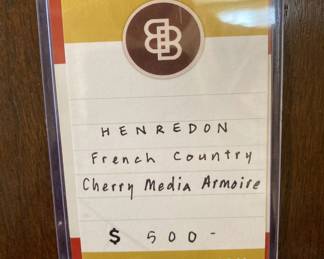 HENREDON
French Country
Cherry Media Armoire
$ 500-